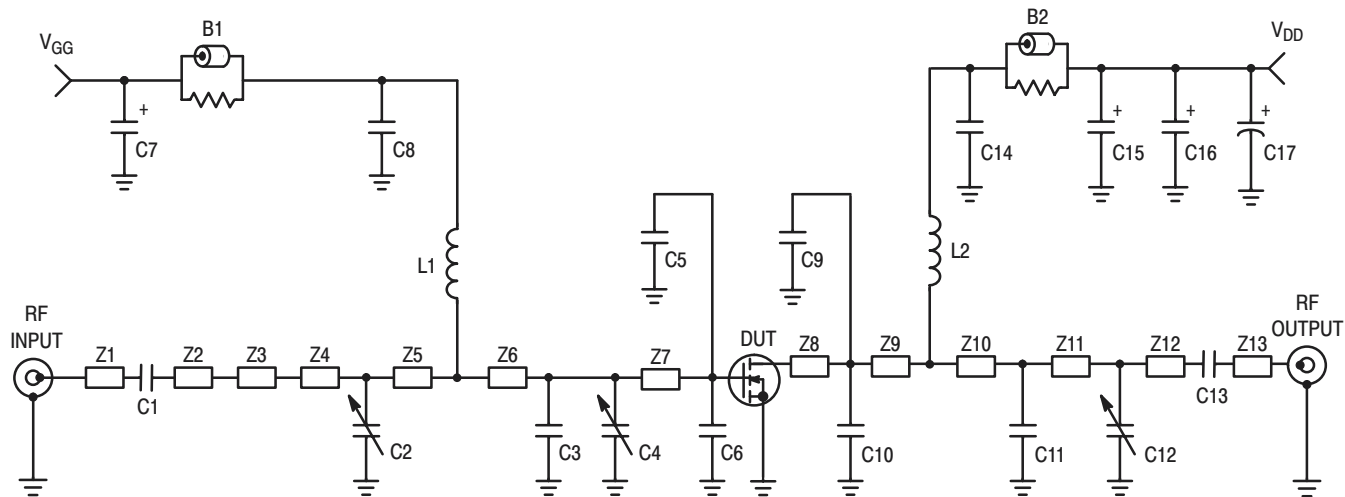 B1
B2
V_GG
V_DD
+
C7
C8
C14
+
C15
+
C16
+
C17
C5
C9
L1
L2
RF
INPUT
RF
OUTPUT
DUT
Z1
Z2
Z3
Z4
Z5
Z6
Z7
Z8
Z9
Z10
Z11
Z12
Z13
C1
C13
C2
C3
C4
C6
C10
C11
C12